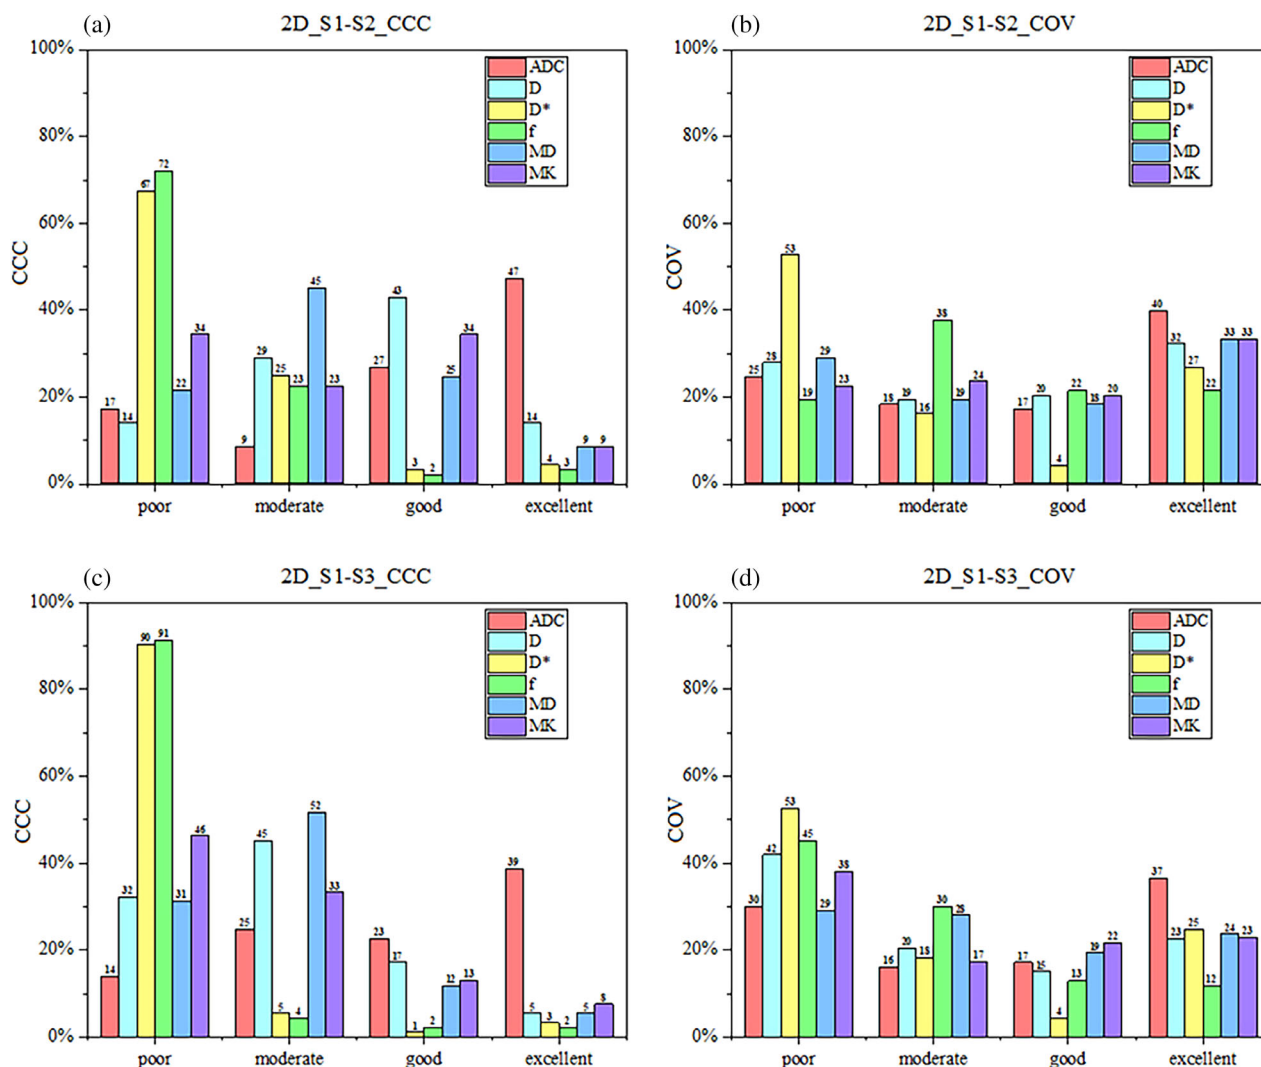 (a)
2D_S1-S2_CCC
100%
80%
60%
40%
20%
0%
CCC
ADC
D
D*
f
MD
MK
17
14
67
72
22
34
9
29
25
23
45
23
27
43
3
2
25
34
47
14
4
3
9
9
poor
moderate
good
excellent
(b)
2D_S1-S2_COV
100%
80%
60%
40%
20%
0%
COV
ADC
D
D*
f
MD
MK
25
28
53
19
29
23
18
19
16
38
19
24
17
20
4
22
18
20
40
32
27
22
33
33
poor
moderate
good
excellent
(c)
2D_S1-S3_CCC
100%
80%
60%
40%
20%
0%
CCC
ADC
D
D*
f
MD
MK
14
32
90
91
31
46
25
45
5
4
52
33
23
17
1
2
12
13
39
5
3
2
5
8
poor
moderate
good
excellent
(d)
2D_S1-S3_COV
100%
80%
60%
40%
20%
0%
COV
ADC
D
D*
f
MD
MK
30
42
53
45
29
38
16
20
18
30
28
17
17
15
4
13
19
22
37
23
25
12
24
23
poor
moderate
good
excellent